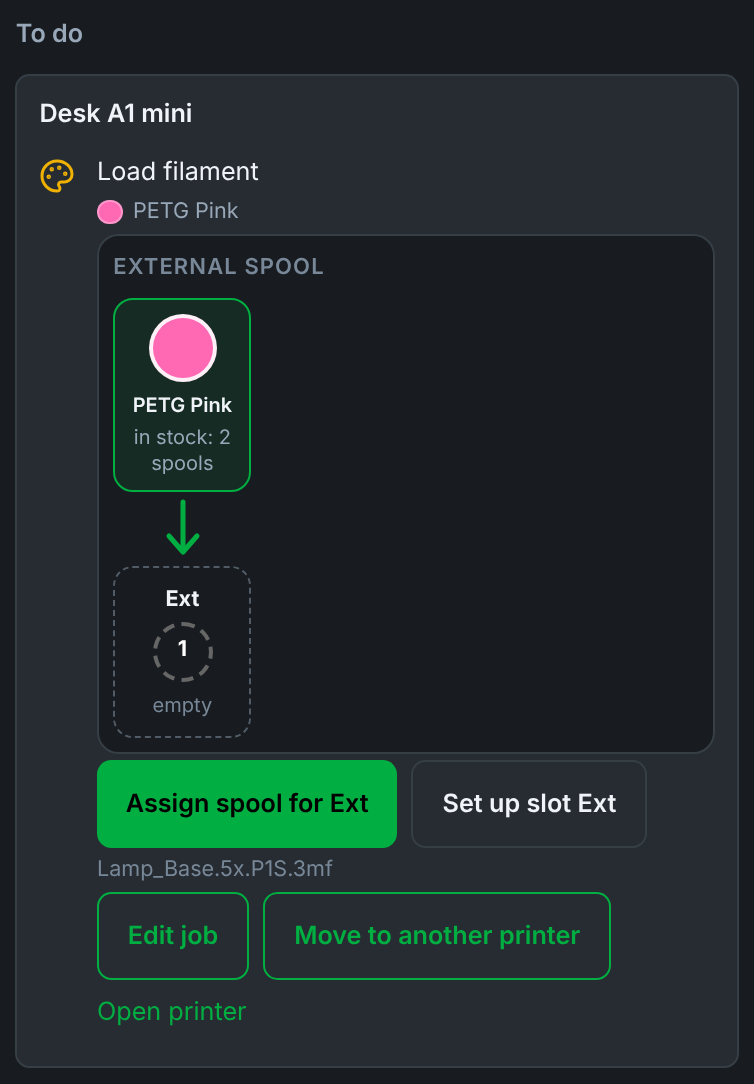 To do
Desk A1 mini
Load filament
PETG Pink
EXTERNAL SPOOL
PETG Pink
in stock: 2
spools
Ext
1
empty
Assign spool for Ext
Set up slot Ext
Lamp_Base.5x.P1S.3mf
Edit job
Move to another printer
Open printer